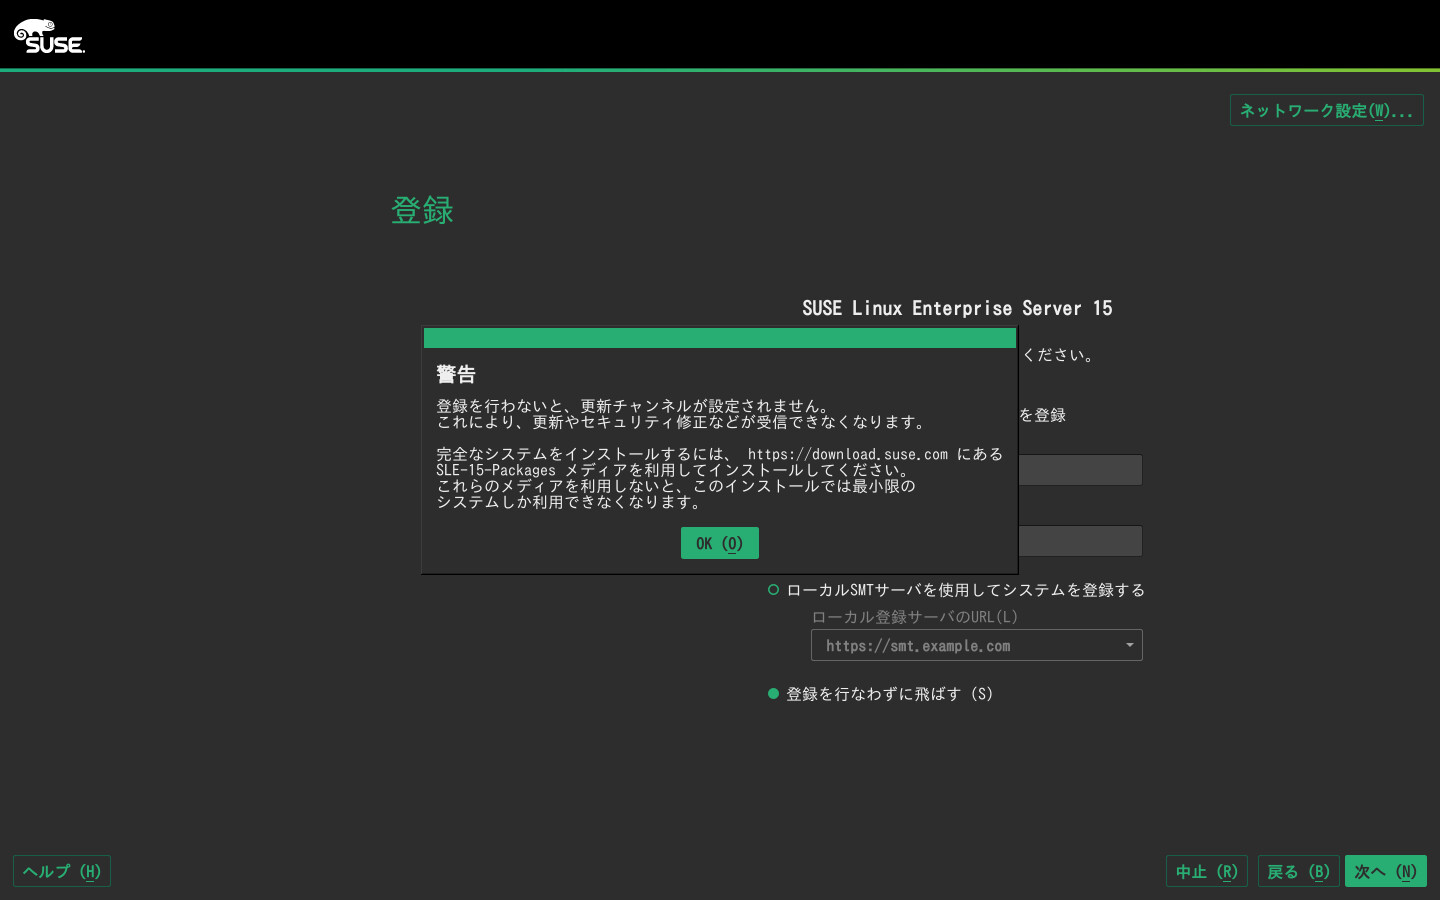 SUSE
ネットワーク設定(W)...
登録
SUSE Linux Enterprise Server 15
ください。
を登録
警告
登録を行わないと、更新チャンネルが設定されません。
これにより、更新やセキュリティ修正などが受信できなくなります。
完全なシステムをインストールするには、 https://download.suse.com にある
SLE-15-Packages メディアを利用してインストールしてください。
これらのメディアを利用しないと、このインストールでは最小限の
システムしか利用できなくなります。
OK (O)
ローカルSMTサーバを使用してシステムを登録する
ローカル登録サーバのURL(L)
https://smt.example.com
登録を行なわずに飛ばす (S)
ヘルプ (H)
中止 (R)
戻る (B)
次へ (N)